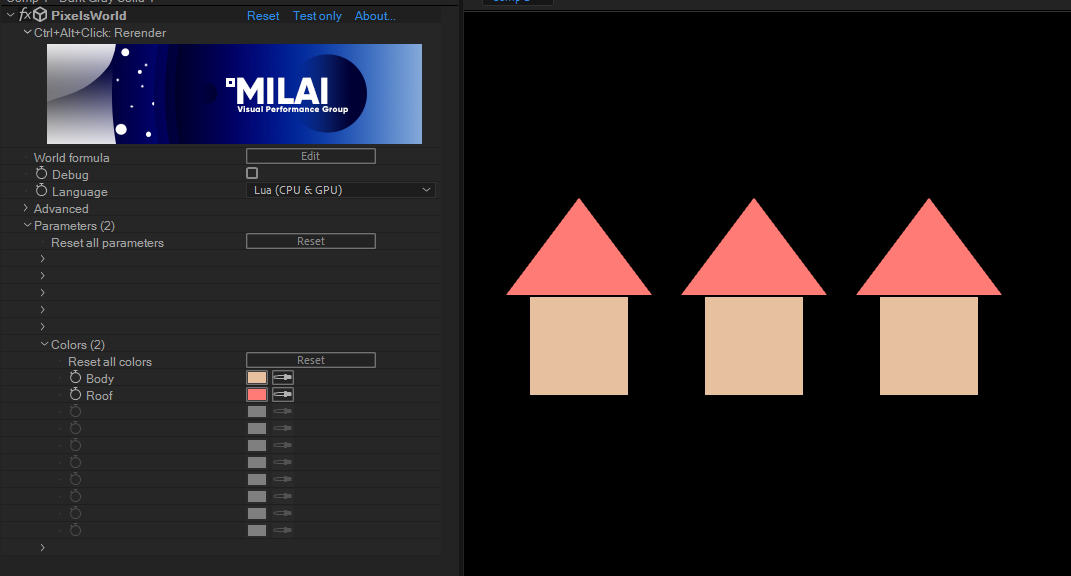 PixelsWorld
Reset
Test only
About...
Ctrl+Alt+Click: Rerender
MILAI
Visual Performance Group
World formula
Edit
Debug
Language
Lua (CPU & GPU)
Advanced
Parameters (2)
Reset all parameters
Reset
Colors (2)
Reset all colors
Reset
Body
Roof